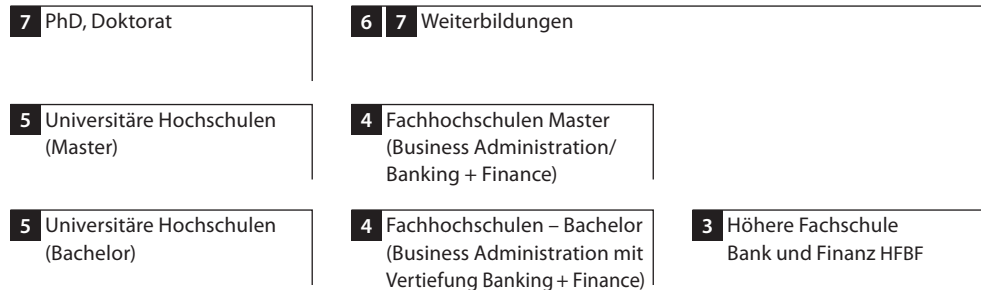 7 PhD, Doktorat
6 7 Weiterbildungen
5 Universitäre Hochschulen
(Master)
4 Fachhochschulen Master
(Business Administration/
Banking + Finance)
5 Universitäre Hochschulen
(Bachelor)
4 Fachhochschulen – Bachelor
(Business Administration mit
Vertiefung Banking + Finance)
3 Höhere Fachschule
Bank und Finanz HFBF